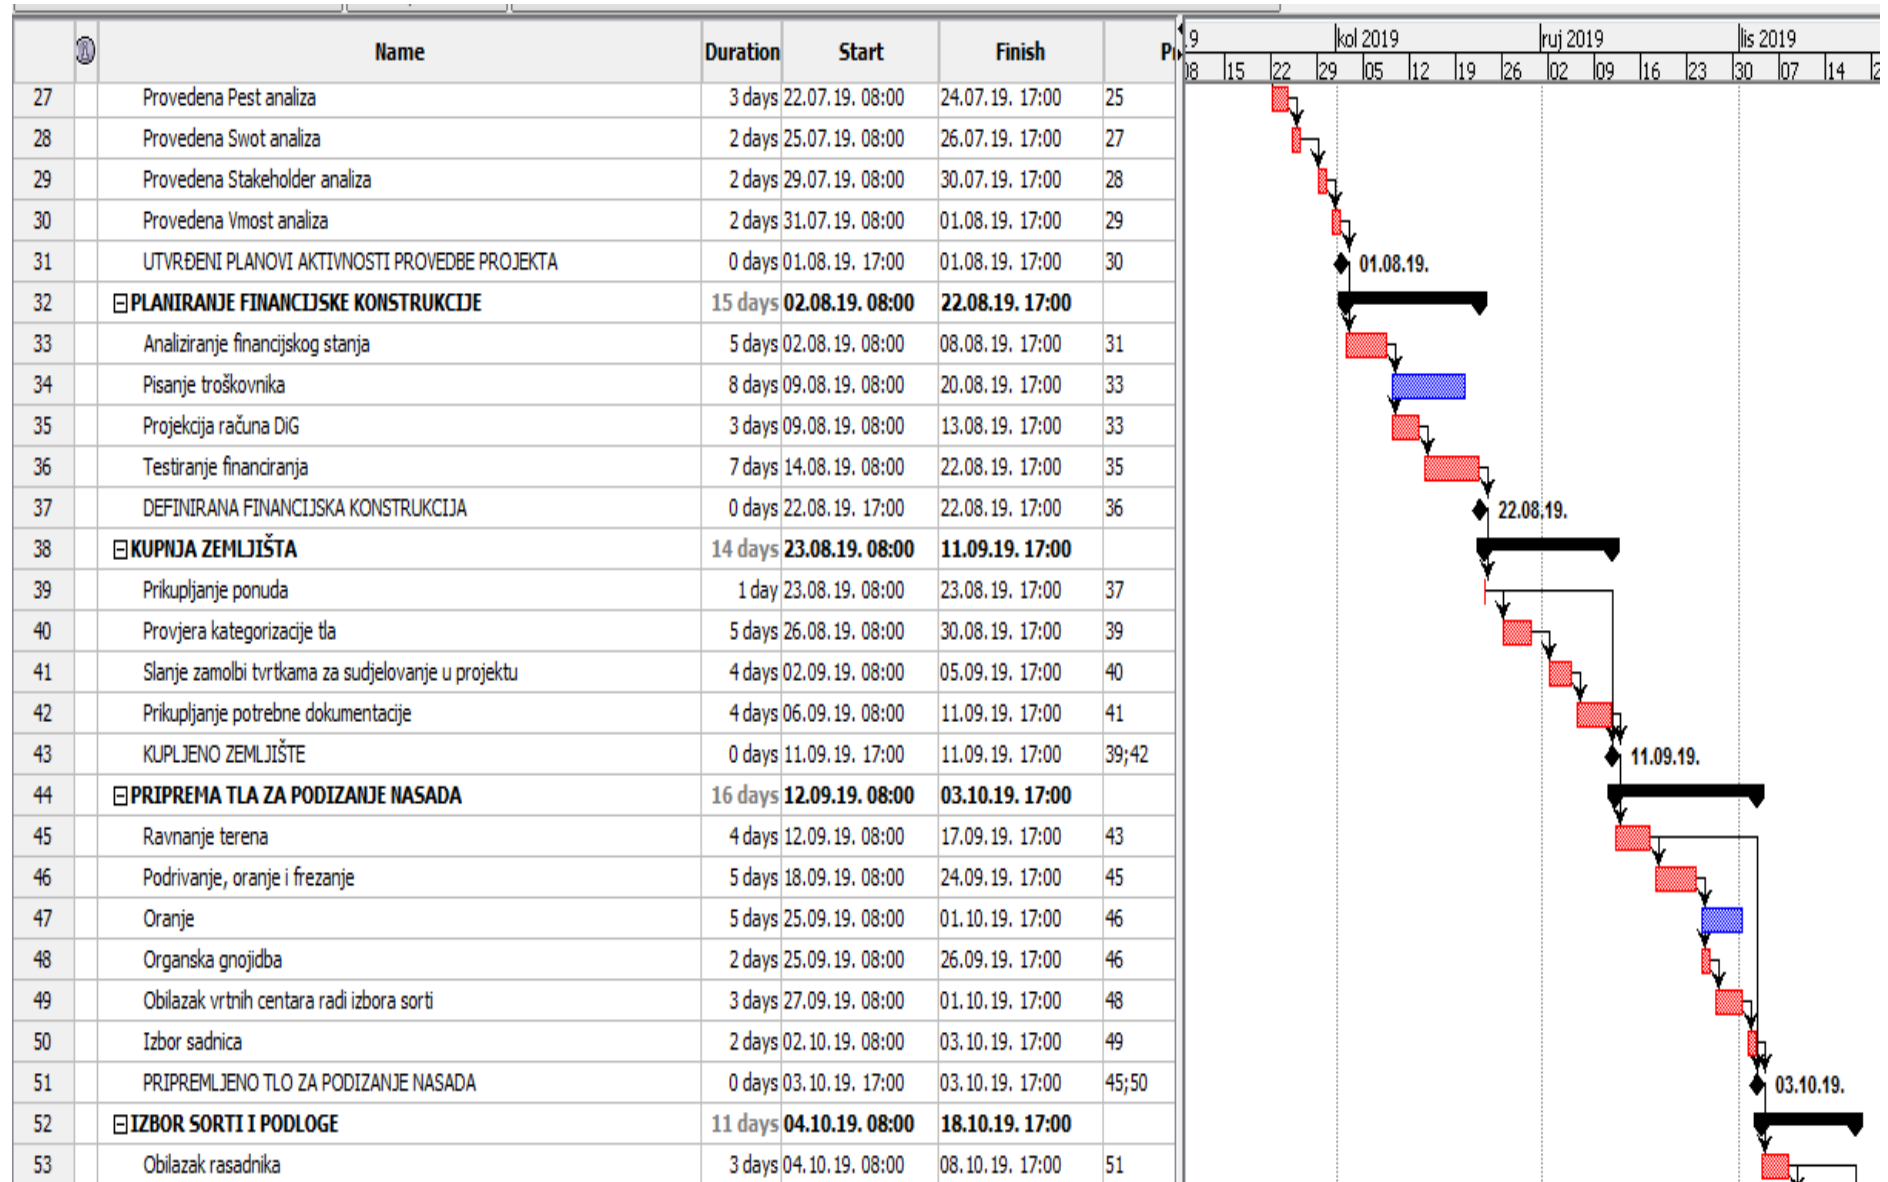 Name Duration Start Finish
9 kol 2019 ruj 2019 lis 2019
08 15 22 29 05 12 19 26 02 09 16 23 30 07 14
27 Provedena Pest analiza 3 days 22.07.19. 08:00 24.07.19. 17:00 25
28 Provedena Swot analiza 2 days 25.07.19. 08:00 26.07.19. 17:00 27
29 Provedena Stakeholder analiza 2 days 29.07.19. 08:00 30.07.19. 17:00 28
30 Provedena Vmost analiza 2 days 31.07.19. 08:00 01.08.19. 17:00 29
31 UTVRĐENI PLANOVI AKTIVNOSTI PROVEDBE PROJEKTA 0 days 01.08.19. 17:00 01.08.19. 17:00 30 01.08.19.
32 PLANIRANJE FINANCIJSKE KONSTRUKCIJE 15 days 02.08.19. 08:00 22.08.19. 17:00
33 Analiziranje financijskog stanja 5 days 02.08.19. 08:00 08.08.19. 17:00 31
34 Pisanje troškovnika 8 days 09.08.19. 08:00 20.08.19. 17:00 33
35 Projekcija računa DiG 3 days 09.08.19. 08:00 13.08.19. 17:00 33
36 Testiranje financiranja 7 days 14.08.19. 08:00 22.08.19. 17:00 35
37 DEFINIRANA FINANCIJSKA KONSTRUKCIJA 0 days 22.08.19. 17:00 22.08.19. 17:00 36 22.08.19.
38 KUPNJA ZEMLJIŠTA 14 days 23.08.19. 08:00 11.09.19. 17:00
39 Prikupljanje ponuda 1 day 23.08.19. 08:00 23.08.19. 17:00 37
40 Provjera kategorizacije tla 5 days 26.08.19. 08:00 30.08.19. 17:00 39
41 Slanje zamolbi tvrtkama za sudjelovanje u projektu 4 days 02.09.19. 08:00 05.09.19. 17:00 40
42 Prikupljanje potrebne dokumentacije 4 days 06.09.19. 08:00 11.09.19. 17:00 41
43 KUPLJENO ZEMLJIŠTE 0 days 11.09.19. 17:00 11.09.19. 17:00 39;42 11.09.19.
44 PRIPREMA TLA ZA PODIZANJE NASADA 16 days 12.09.19. 08:00 03.10.19. 17:00
45 Ravnanje terena 4 days 12.09.19. 08:00 17.09.19. 17:00 43
46 Podrivanje, oranje i frezanje 5 days 18.09.19. 08:00 24.09.19. 17:00 45
47 Oranje 5 days 25.09.19. 08:00 01.10.19. 17:00 46
48 Organska gnojidba 2 days 25.09.19. 08:00 26.09.19. 17:00 46
49 Obilazak vrtnih centara radi izbora sorti 3 days 27.09.19. 08:00 01.10.19. 17:00 48
50 Izbor sadnica 2 days 02.10.19. 08:00 03.10.19. 17:00 49
51 PRIPREMLJENO TLO ZA PODIZANJE NASADA 0 days 03.10.19. 17:00 03.10.19. 17:00 45;50 03.10.19.
52 IZBOR SORTI I PODLOGE 11 days 04.10.19. 08:00 18.10.19. 17:00
53 Obilazak rasadnika 3 days 04.10.19. 08:00 08.10.19. 17:00 51